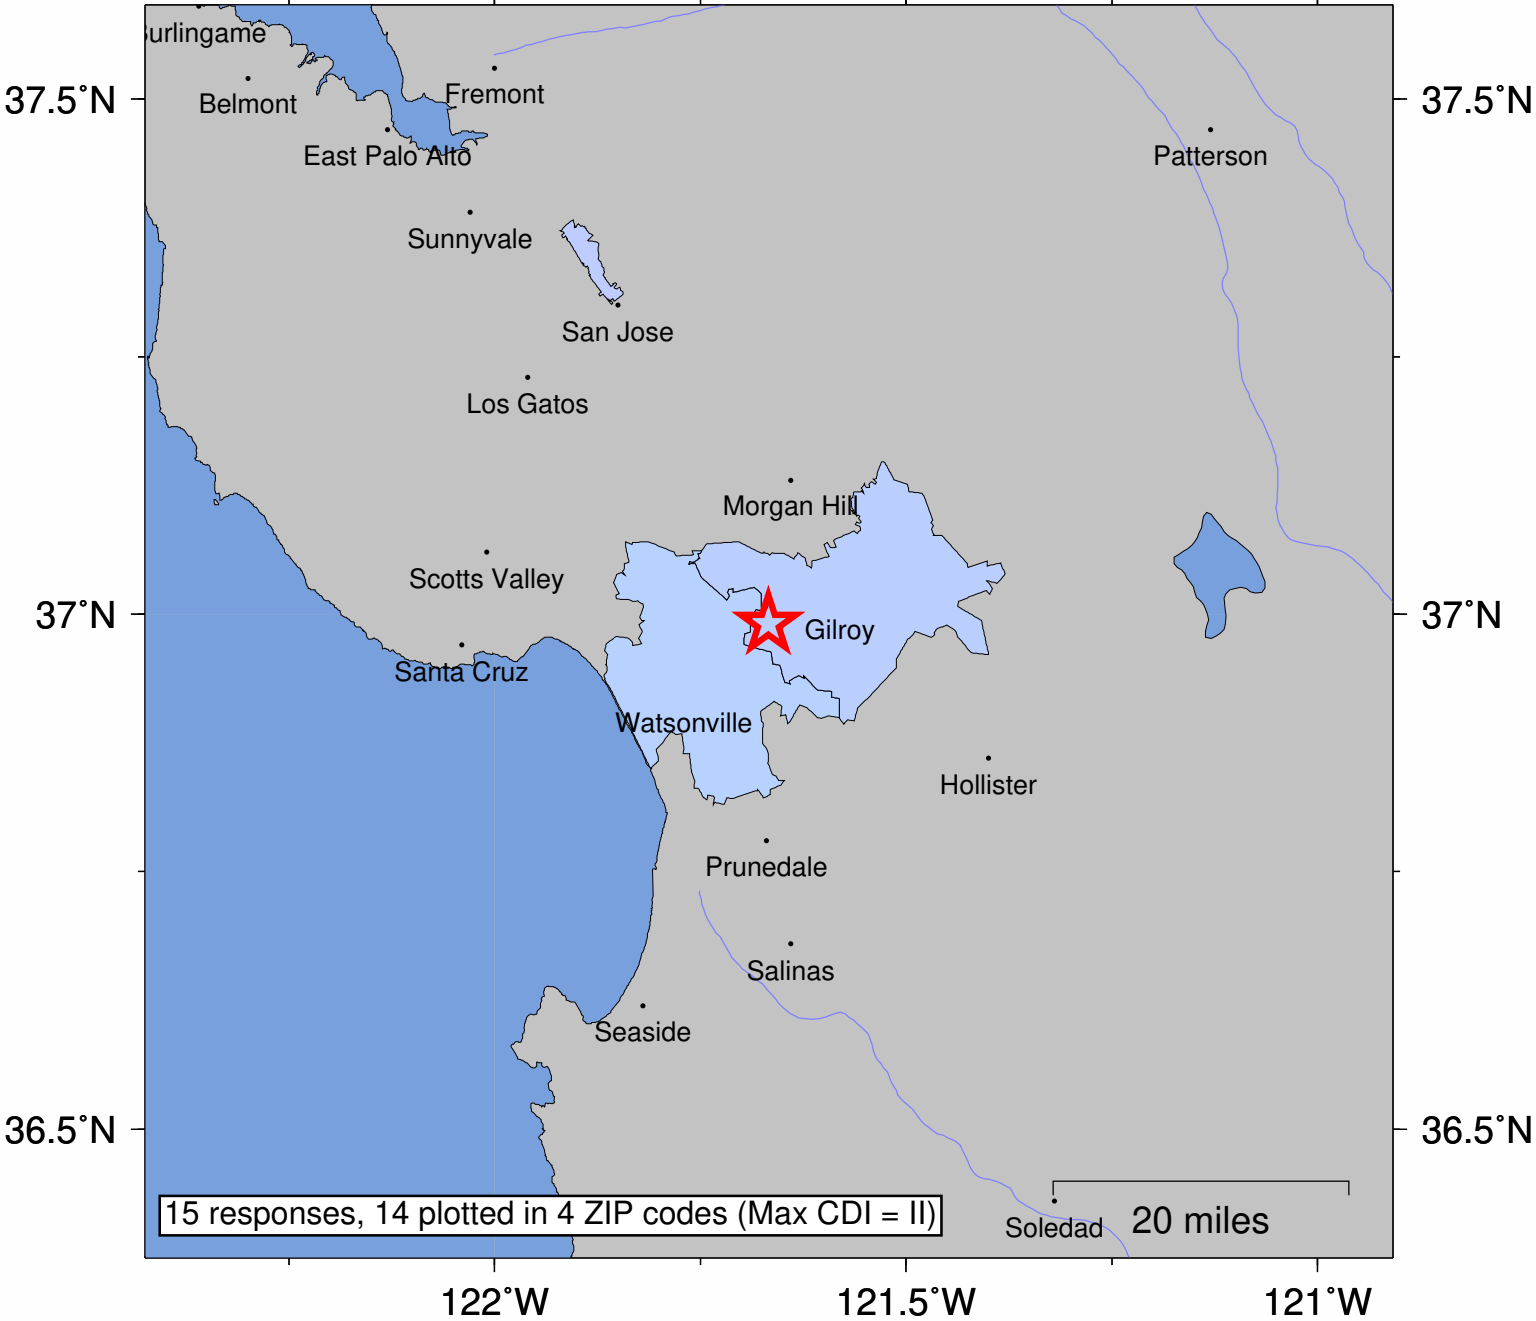 Burlingame
37.5°N
37.5°N
Belmont
Fremont
East Palo Alto
Patterson
Sunnyvale
San Jose
Los Gatos
Morgan Hill
Scotts Valley
37°N
37°N
Gilroy
Santa Cruz
Watsonville
Hollister
Prunedale
Salinas
Seaside
36.5°N
36.5°N
15 responses, 14 plotted in 4 ZIP codes (Max CDI = II)
Soledad
20 miles
122°W
121.5°W
121°W